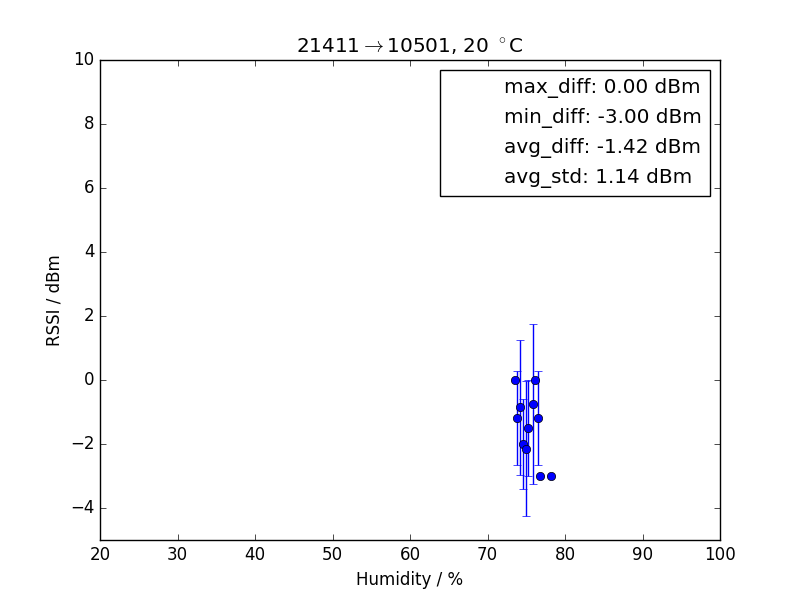 21411→10501, 20 °C
max_diff: 0.00 dBm
min_diff: -3.00 dBm
avg_diff: -1.42 dBm
avg_std: 1.14 dBm
RSSI / dBm
10
8
6
4
2
0
−2
−4
20 30 40 50 60 70 80 90 100
Humidity / %